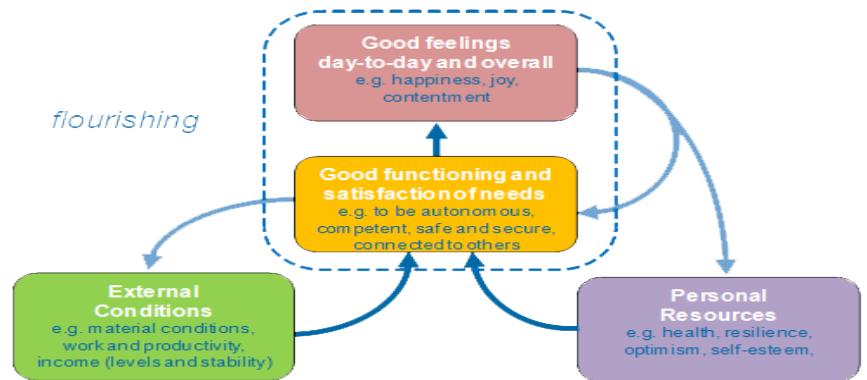 Good feelings
day-to-day and overall
e.g. happiness, joy,
contentment
flourishing
Good functioning and
satisfaction of needs
e.g. to be autonomous,
competent, safe and secure,
connected to others
External
Conditions
e.g. material conditions,
work and productivity,
income (levels and stability)
Personal
Resources
e.g. health, resilience,
optimism, self-esteem,